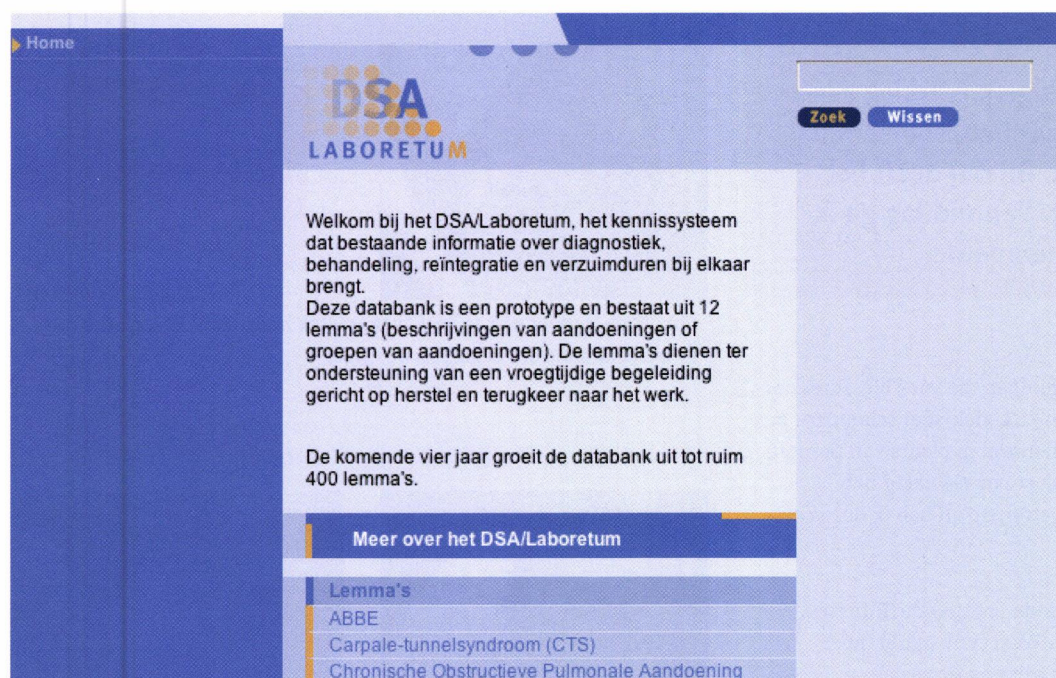 Home
DSA
LABORETUM
Zoek Wissen
Welkom bij het DSA/Laboretum, het kennissysteem
dat bestaande informatie over diagnostiek,
behandeling, reïntegratie en verzuimduren bij elkaar
brengt.
Deze databank is een prototype en bestaat uit 12
lemma's (beschrijvingen van aandoeningen of
groepen van aandoeningen). De lemma's dienen ter
ondersteuning van een vroegtijdige begeleiding
gericht op herstel en terugkeer naar het werk.
De komende vier jaar groeit de databank uit tot ruim
400 lemma's.
Meer over het DSA/Laboretum
Lemma's
ABBE
Carpale-tunnelsyndroom (CTS)
Chronische Obstructieve Pulmonale Aandoening